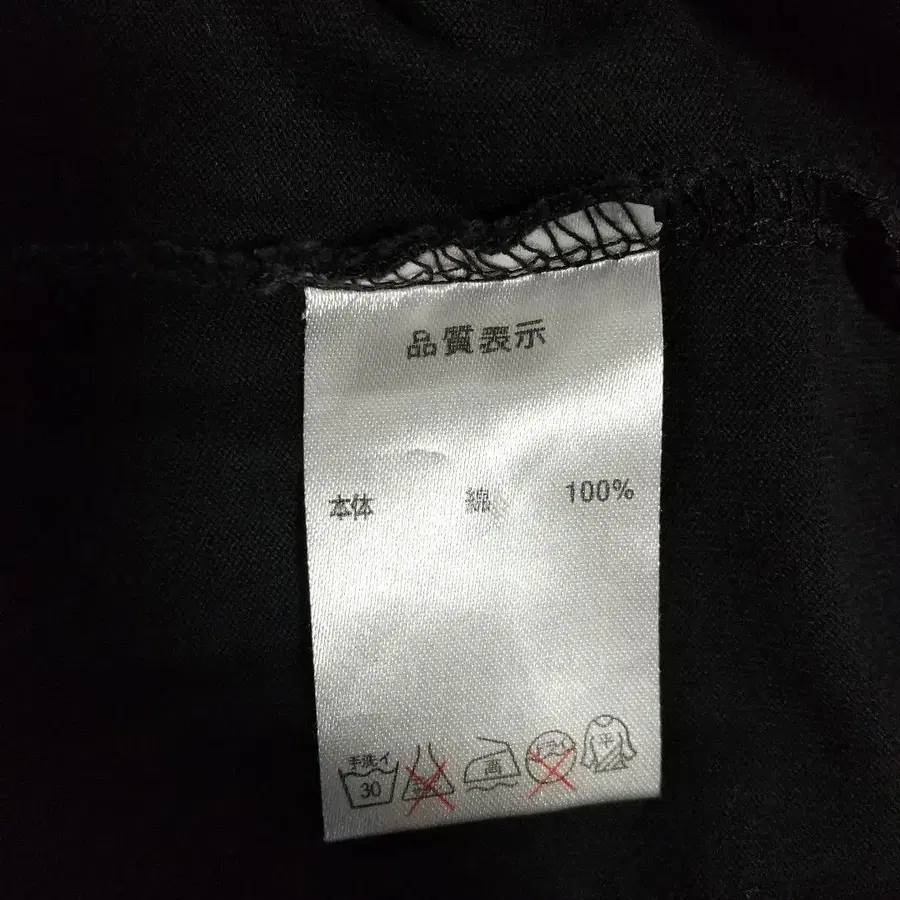 品質表示
本体 綿 100%
手洗イ
30